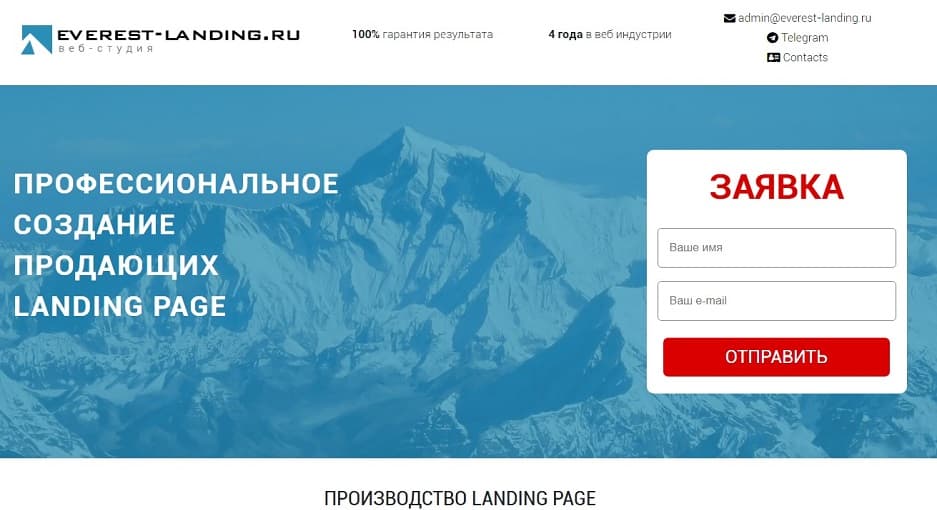 EVEREST-LANDING.RU
веб-студия
100% гарантия результата
4 года в веб индустрии
admin@everest-landing.ru
Telegram
Contacts
ПРОФЕССИОНАЛЬНОЕ
СОЗДАНИЕ
ПРОДАЮЩИХ
LANDING PAGE
ЗАЯВКА
Ваше имя
Ваш e-mail
ОТПРАВИТЬ
ПРОИЗВОДСТВО LANDING PAGE